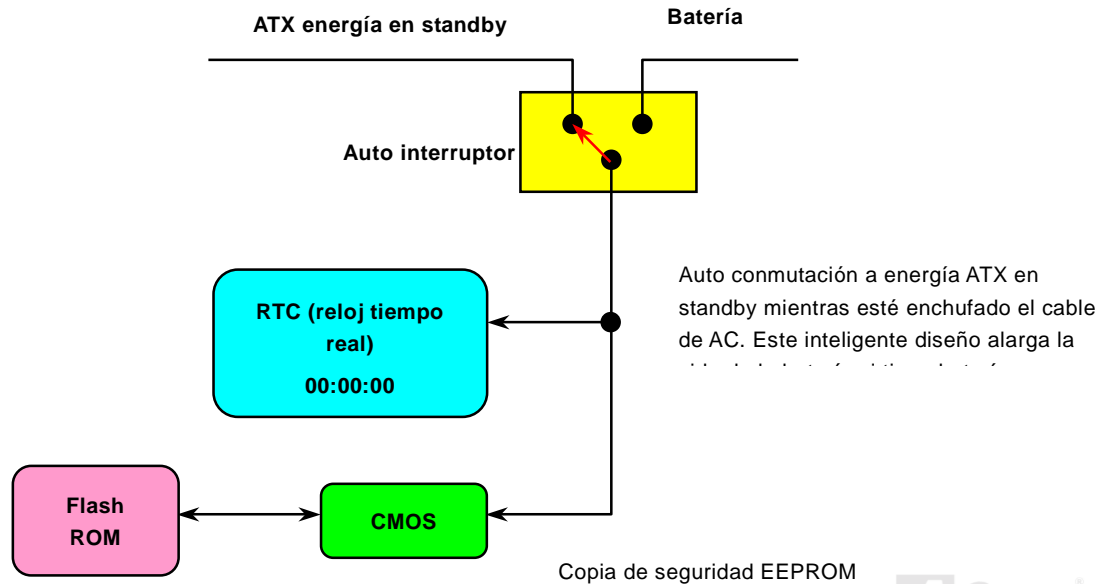 ATX energía en standby
Batería
Auto interruptor
RTC (reloj tiempo
real)
00:00:00
Auto conmutación a energía ATX en
standby mientras esté enchufado el cable
de AC. Este inteligente diseño alarga la
Flash
ROM
CMOS
Copia de seguridad EEPROM